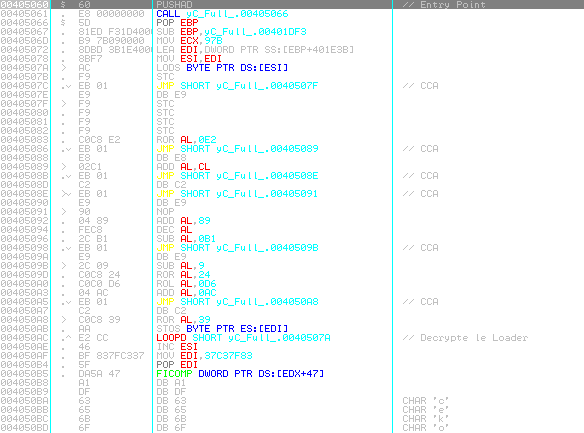 00405060 $ 60 PUSHAD // Entry Point
00405061 . E8 00000000 CALL yC_Full_.00405066
00405066 $ 5D POP EBP
00405067 . 81ED F31D4000 SUB EBP,yC_Full_.00401DF3
0040506D . B9 7B090000 MOV ECX,97B
00405072 . 8DBD 3B1E4000 LEA EDI,DWORD PTR SS:[EBP+401E3B]
00405078 . 8BF7 MOV ESI,EDI
0040507A > AC LODS BYTE PTR DS:[ESI]
0040507B . F9 STC
0040507C .v EB 01 JMP SHORT yC_Full_.0040507F // CCA
0040507E E9 DB E9
0040507F > F9 STC
00405080 . F9 STC
00405081 . F9 STC
00405082 . F9 STC
00405083 . C0C8 E2 ROR AL,0E2
00405086 .v EB 01 JMP SHORT yC_Full_.00405089 // CCA
00405088 E8 DB E8
00405089 > 02C1 ADD AL,CL
0040508B .v EB 01 JMP SHORT yC_Full_.0040508E // CCA
0040508D C2 DB C2
0040508E >v EB 01 JMP SHORT yC_Full_.00405091 // CCA
00405090 E9 DB E9
00405091 > 90 NOP
00405092 . 04 89 ADD AL,89
00405094 . FEC8 DEC AL
00405096 . 2C B1 SUB AL,0B1
00405098 .v EB 01 JMP SHORT yC_Full_.0040509B // CCA
0040509A E9 DB E9
0040509B > 2C 09 SUB AL,9
0040509D . C0C8 24 ROR AL,24
004050A0 . C0C0 D6 ROL AL,0D6
004050A3 . 04 AC ADD AL,0AC
004050A5 .v EB 01 JMP SHORT yC_Full_.004050A8 // CCA
004050A7 C2 DB C2
004050A8 > C0C8 39 ROR AL,39
004050AB . AA STOS BYTE PTR ES:[EDI]
004050AC .^ E2 CC LOOPD SHORT yC_Full_.0040507A // Decrypte le Loader
004050AE . 46 INC ESI
004050AF . BF 837FC337 MOV EDI,37C37F83
004050B4 . 5F POP EDI
004050B5 . DA5A 47 FICOMP DWORD PTR DS:[EDX+47]
004050B8 A1 DB A1
004050B9 DF DB DF
004050BA 63 DB 63 CHAR 'c'
004050BB 65 DB 65 CHAR 'e'
004050BC 6B DB 6B CHAR 'k'
004050BD 6F DB 6F CHAR 'o'